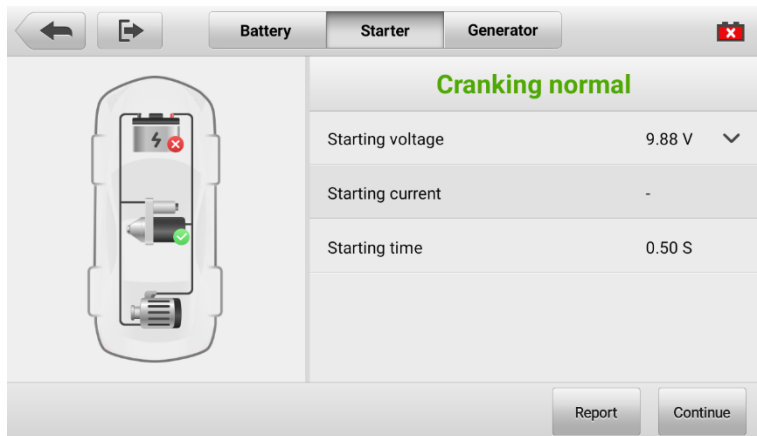 Battery Starter Generator
Cranking normal
Starting voltage 9.88 V
Starting current -
Starting time 0.50 S
Report Continue